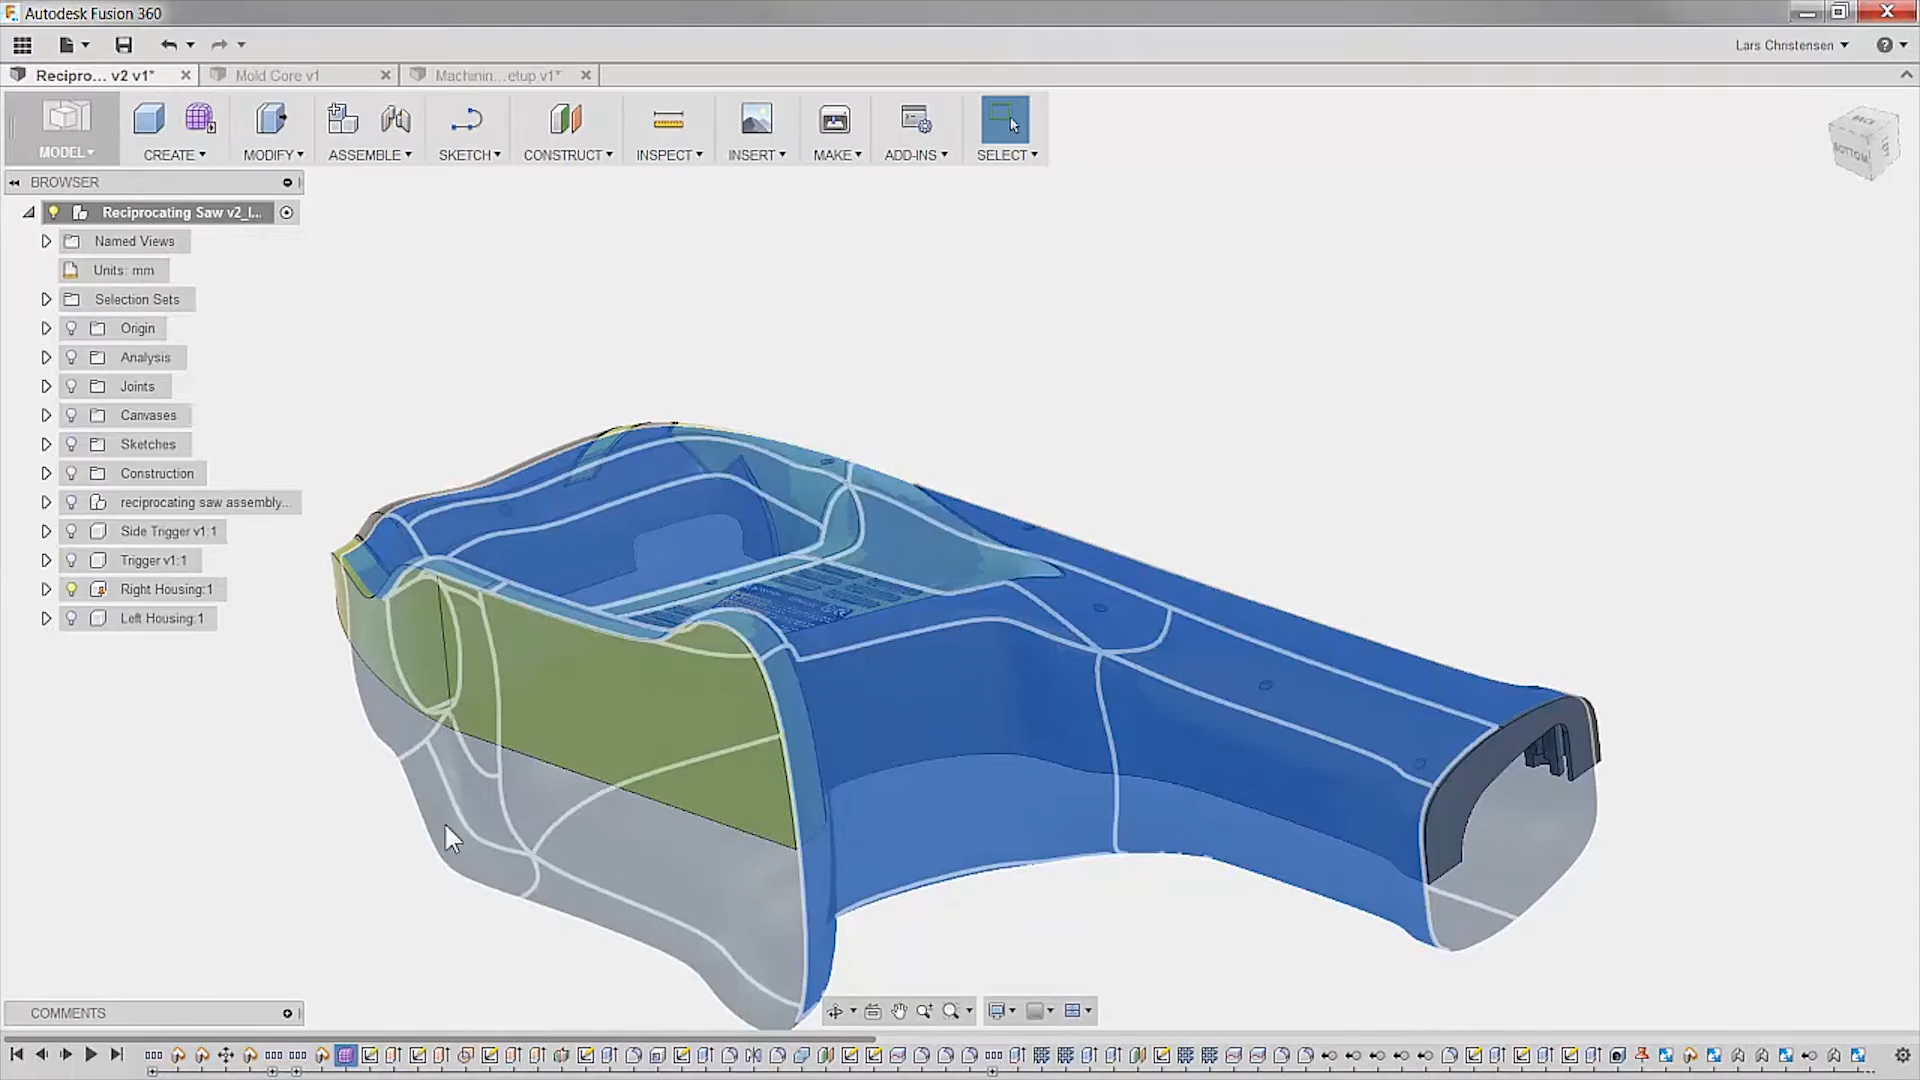 Autodesk Fusion 360
Lars Christensen
Recipro... v2 v1*
Mold Core v1
Machinin...etup v1*
MODEL
CREATE
MODIFY
ASSEMBLE
SKETCH
CONSTRUCT
INSPECT
INSERT
MAKE
ADD-INS
SELECT
BACK
BOTTOM
BROWSER
Reciprocating Saw v2_I...
Named Views
Units: mm
Selection Sets
Origin
Analysis
Joints
Canvases
Sketches
Construction
reciprocating saw assembly...
Side Trigger v1:1
Trigger v1:1
Right Housing:1
Left Housing:1
COMMENTS